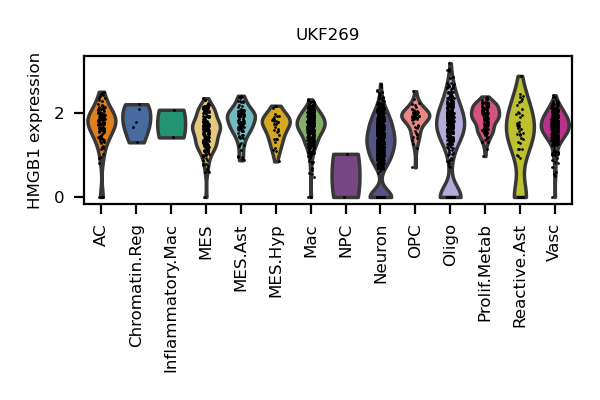 UKF269
HMGB1 expression
2
0
AC
Chromatin.Reg
Inflammatory.Mac
MES
MES.Ast
MES.Hyp
Mac
NPC
Neuron
OPC
Oligo
Prolif.Metab
Reactive.Ast
Vasc